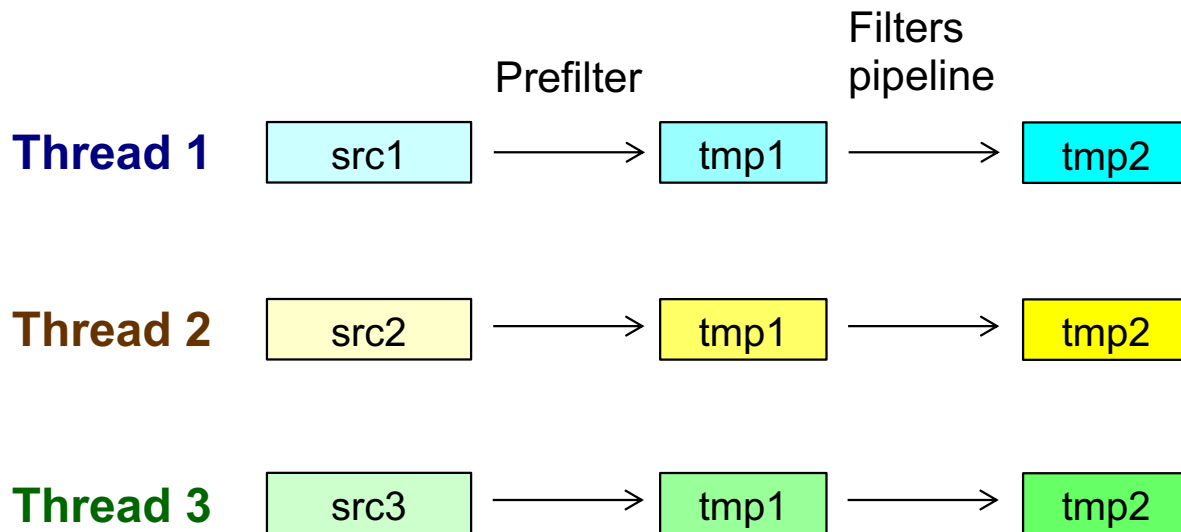 Filters
pipeline
Prefilter
Thread 1 src1 tmp1 tmp2
Thread 2 src2 tmp1 tmp2
Thread 3 src3 tmp1 tmp2